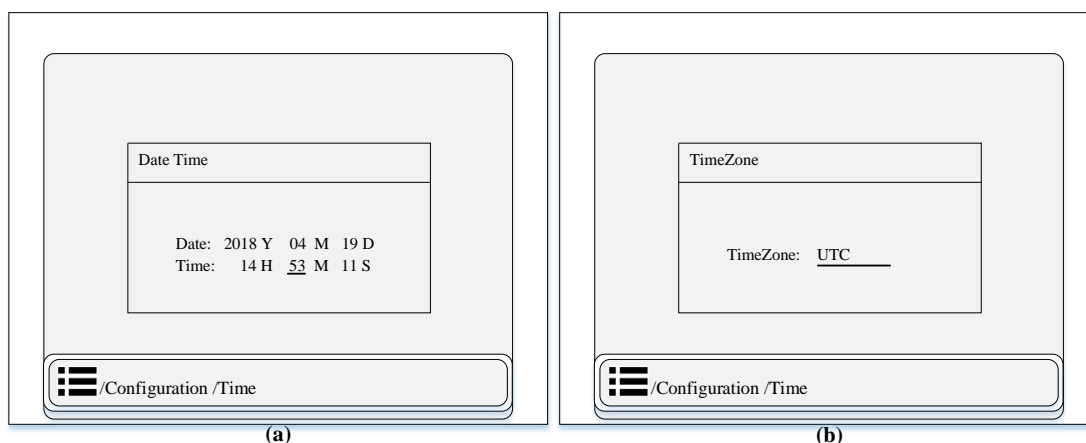 Date Time
Date: 2018 Y 04 M 19 D
Time: 14 H 53 M 11 S
/Configuration /Time
(a)
TimeZone
TimeZone: UTC
/Configuration /Time
(b)